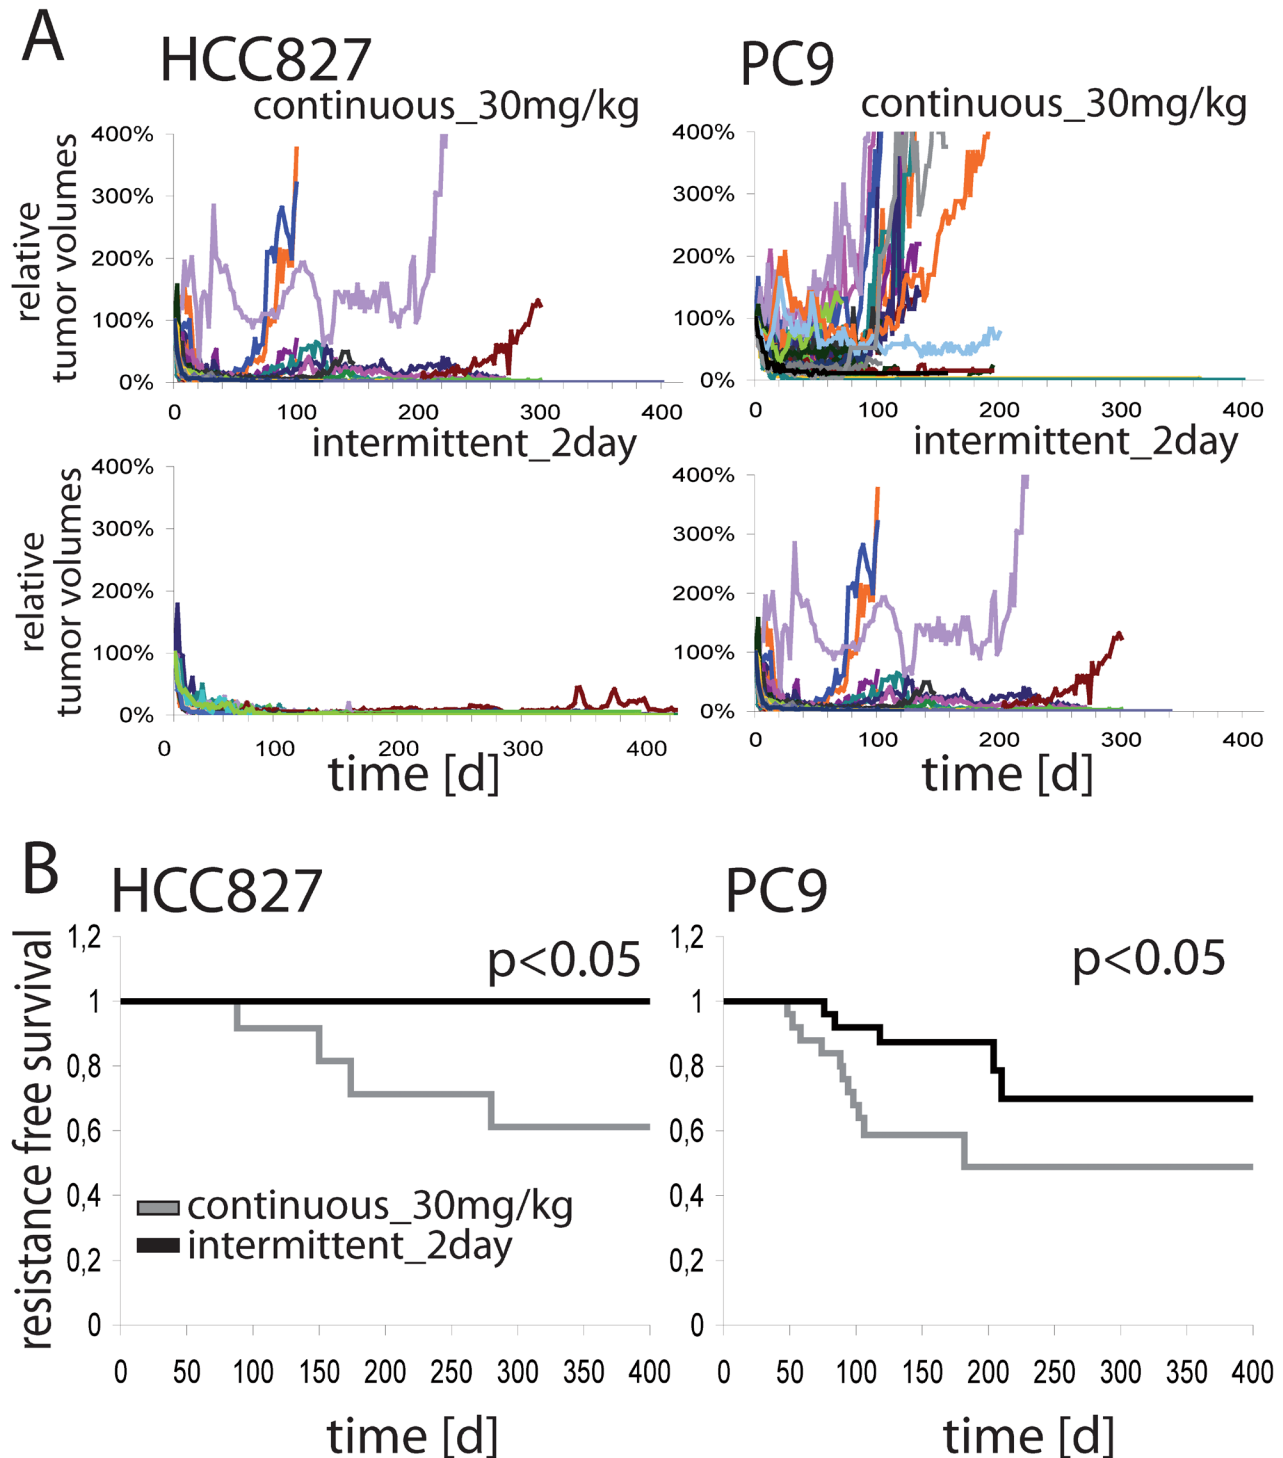 A
HCC827
continuous_30mg/kg
PC9
continuous_30mg/kg
relative
tumor volumes
400%
300%
200%
100%
0%
0 100 200 300 400
400%
300%
200%
100%
0%
0 100 200 300 400
intermittent_2day
intermittent_2day
relative
tumor volumes
400%
300%
200%
100%
0%
0 100 200 300 400
time [d]
400%
300%
200%
100%
0%
0 100 200 300 400
time [d]
B
HCC827
PC9
resistance free survival
1,2
1
0,8
0,6
0,4
0,2
0
p<0.05
continuous_30mg/kg
intermittent_2day
0 50 100 150 200 250 300 350 400
time [d]
1,2
1
0,8
0,6
0,4
0,2
0
p<0.05
0 50 100 150 200 250 300 350 400
time [d]